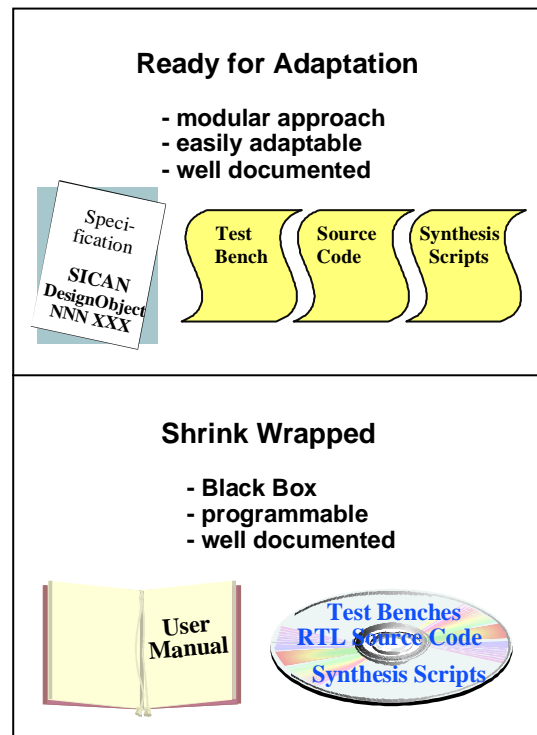 Ready for Adaptation
- modular approach
- easily adaptable
- well documented
Speci-
fication
SICAN
DesignObject
NNN XXX
Test
Bench
Source
Code
Synthesis
Scripts
Shrink Wrapped
- Black Box
- programmable
- well documented
User
Manual
Test Benches
RTL Source Code
Synthesis Scripts